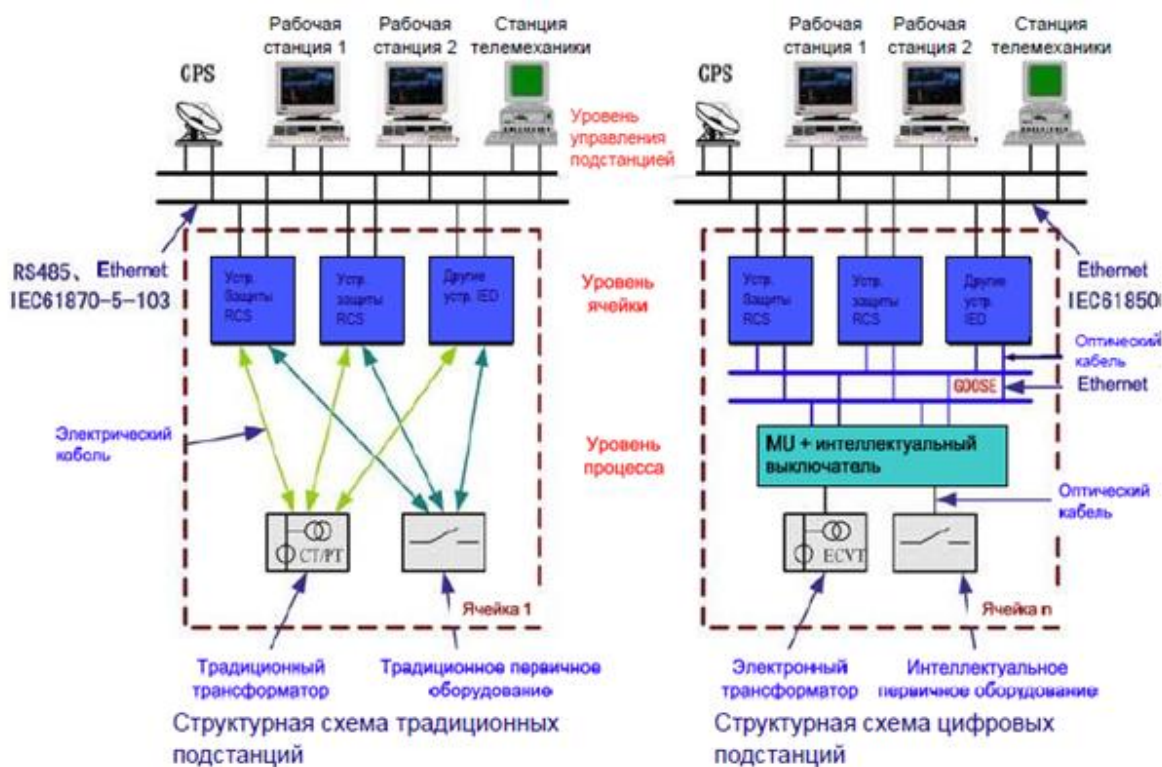 Рабочая
станция 1
Рабочая
станция 2
Станция
телемеханики
GPS
Уровень
управления
подстанцией
RS485、 Ethernet
IEC61870-5-103
Устр.
Защиты
RCS
Устр.
защиты
RCS
Другие
устр. IED
Уровень
ячейки
Электрический
коболь
Уровень
процесса
CT/PT
Ячейка 1
Традиционный
трансформатор
Традиционное первичное
оборудование
Структурная схема традиционных
подстанций
Рабочая
станция 1
Рабочая
станция 2
Станция
телемеханики
GPS
Ethernet
IEC61850
Устр.
Защиты
RCS
Устр.
защиты
RCS
Другие
устр.
IED
Оптический
кабель
GOOSE
Ethernet
MU + интеллектуальный
выключатель
Оптический
кабель
ECVT
Ячейка n
Электронный
трансформатор
Интеллектуальное
первичное оборудование
Структурная схема цифровых
подстанций